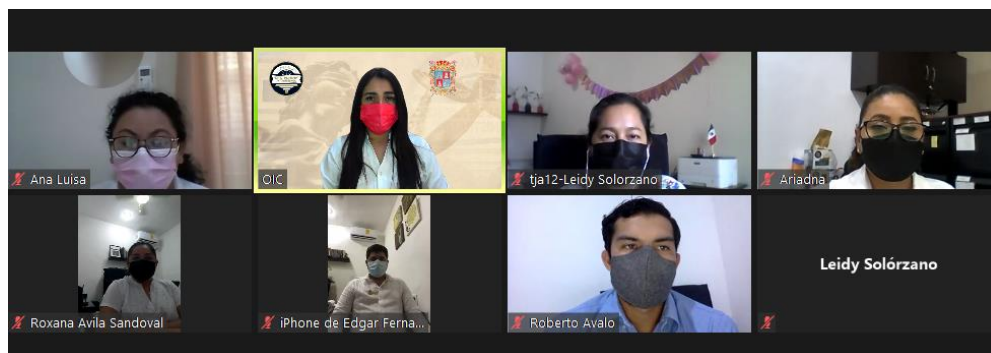 Ana Luisa
OIC
tja12-Leidy Solorzano
Ariadna
Leidy Solórzano
Roxana Avila Sandoval
iPhone de Edgar Ferna...
Roberto Avalo